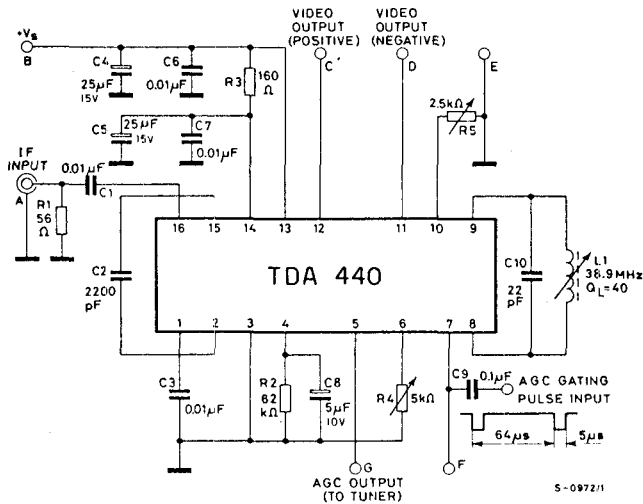 VIDEO OUTPUT (POSITIVE)
VIDEO OUTPUT (NEGATIVE)
+Vs
B
C4
25µF
15V
C6
0.01µF
R3
160
Ω
C'
D
E
2.5kΩ
R5
C5
25µF
15V
C7
0.01µF
IF
INPUT
A
0.01µF
C1
R1
56
Ω
16
15
14
13
12
11
10
9
C2
2200
pF
TDA 440
C10
22
pF
L1
38.9MHz
QL=40
1
2
3
4
5
6
7
8
C3
0.01µF
R2
62
kΩ
C8
5µF
10V
R4
5kΩ
C9
0.1µF
AGC GATING
PULSE INPUT
64µs
5µs
G
F
AGC OUTPUT
(TO TUNER)
S-0972/1